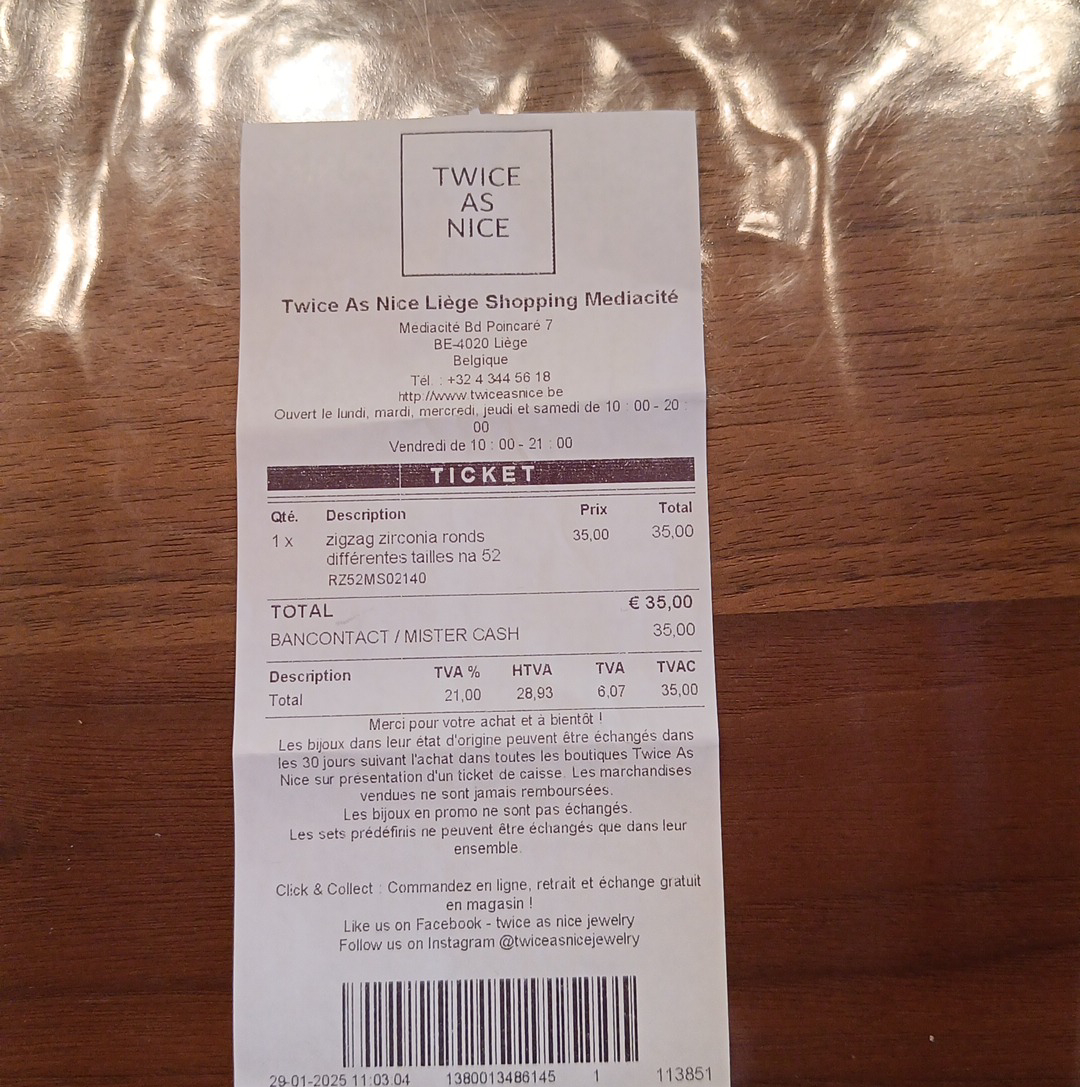 TWICE
AS
NICE
Twice As Nice Liège Shopping Mediacité
Mediacité Bd Poincaré 7
BE-4020 Liège
Belgique
Tél. : +32 4 344 56 18
http://www.twiceasnice.be
Ouvert le lundi, mardi, mercredi, jeudi et samedi de 10 : 00 - 20 :
00
Vendredi de 10 : 00 - 21 : 00
TICKET
Qté. Description Prix Total
1 x zigzag zirconia ronds 35,00 35,00
différentes tailles na 52
RZ52MS02140
TOTAL € 35,00
BANCONTACT / MISTER CASH 35,00
Description TVA % HTVA TVA TVAC
Total 21,00 28,93 6,07 35,00
Merci pour votre achat et à bientôt !
Les bijoux dans leur état d'origine peuvent être échangés dans
les 30 jours suivant l'achat dans toutes les boutiques Twice As
Nice sur présentation d'un ticket de caisse. Les marchandises
vendues ne sont jamais remboursées.
Les bijoux en promo ne sont pas échangés.
Les sets prédéfinis ne peuvent être échangés que dans leur
ensemble.
Click & Collect : Commandez en ligne, retrait et échange gratuit
en magasin !
Like us on Facebook - twice as nice jewelry
Follow us on Instagram @twiceasnicejewelry
29-01-2025 11:03:04 1380013486145 1 113851